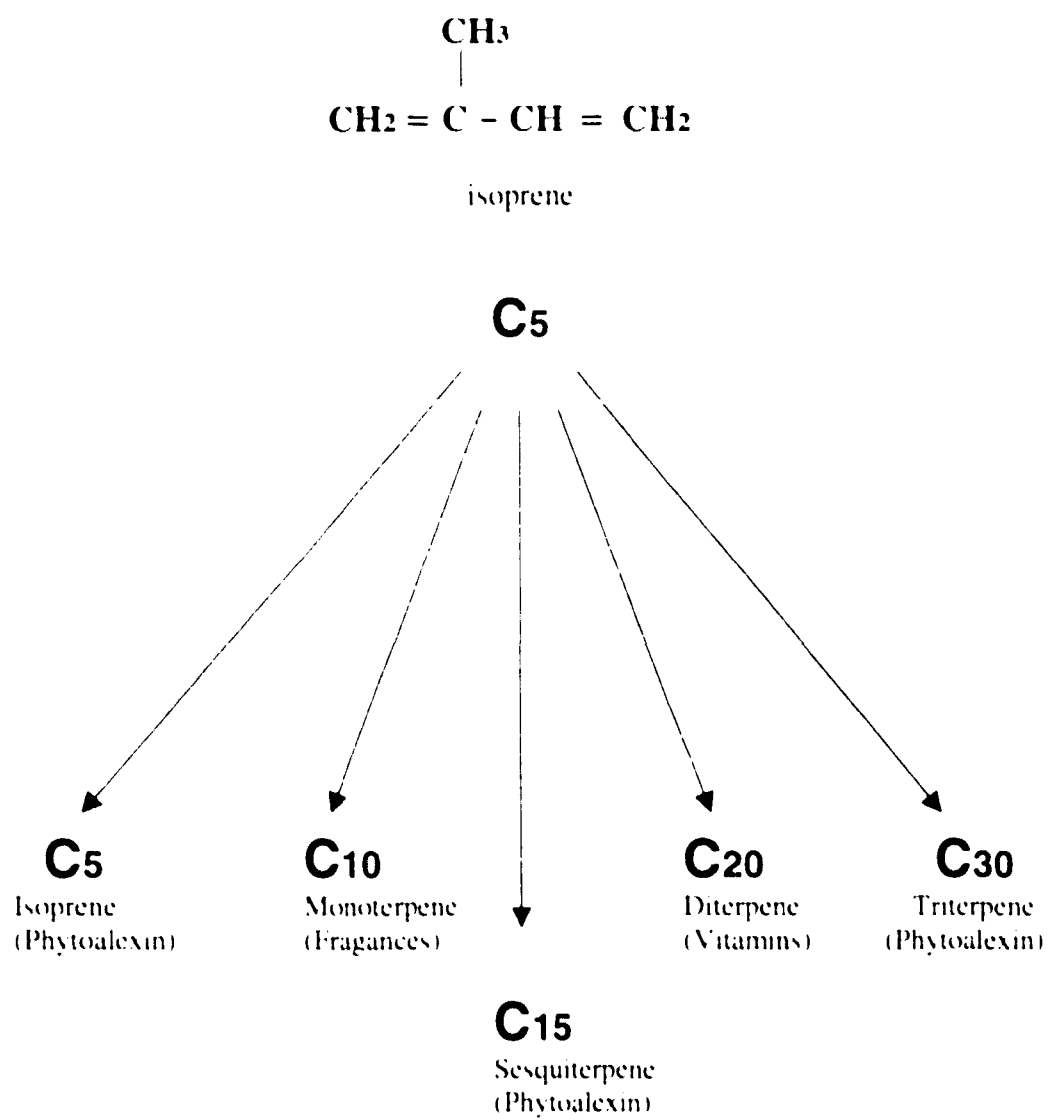 CH3
CH2 = C - CH = CH2
isoprene
C5
C5
Isoprene
(Phytoalexin)
C10
Monoterpene
(Fragances)
C20
Diterpene
(Vitamins)
C30
Triterpene
(Phytoalexin)
C15
Sesquiterpene
(Phytoalexin)